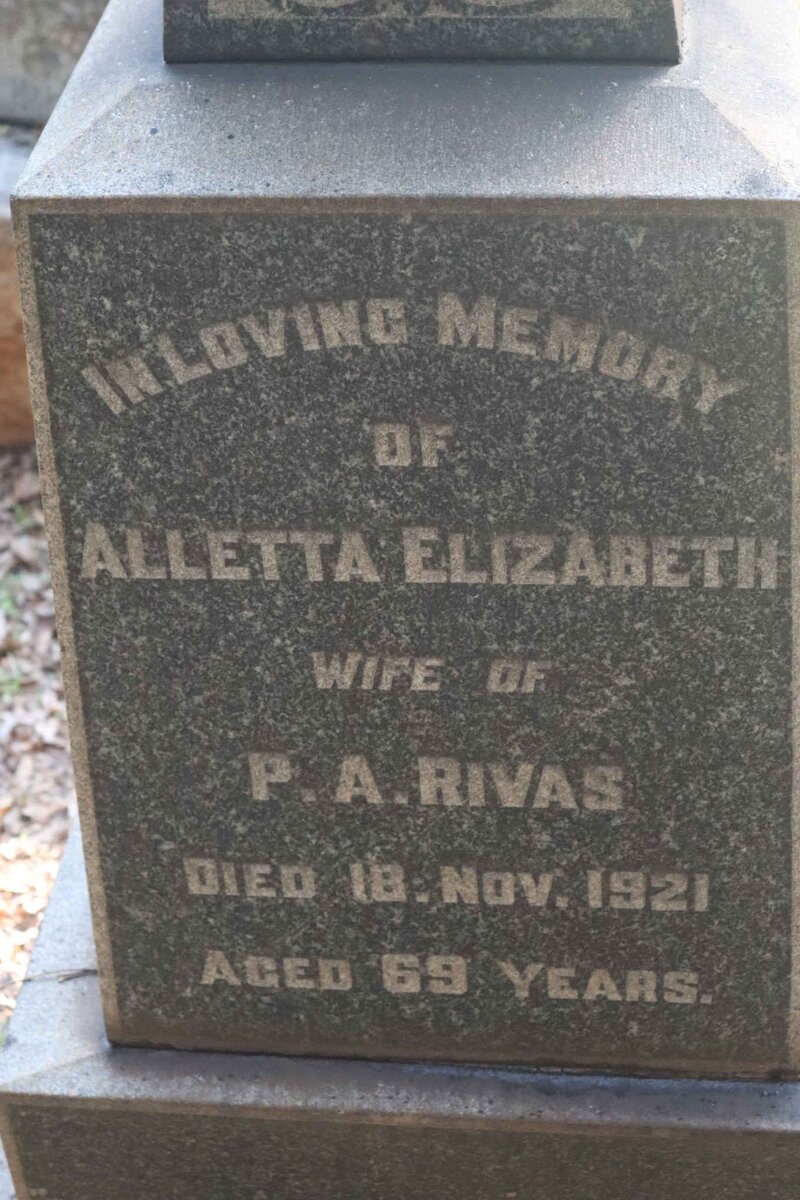 IN LOVING MEMORY
OF
ALLETTA ELIZABETH
WIFE OF
P. A. RIVAS
DIED 18. NOV. 1921
AGED 69 YEARS.